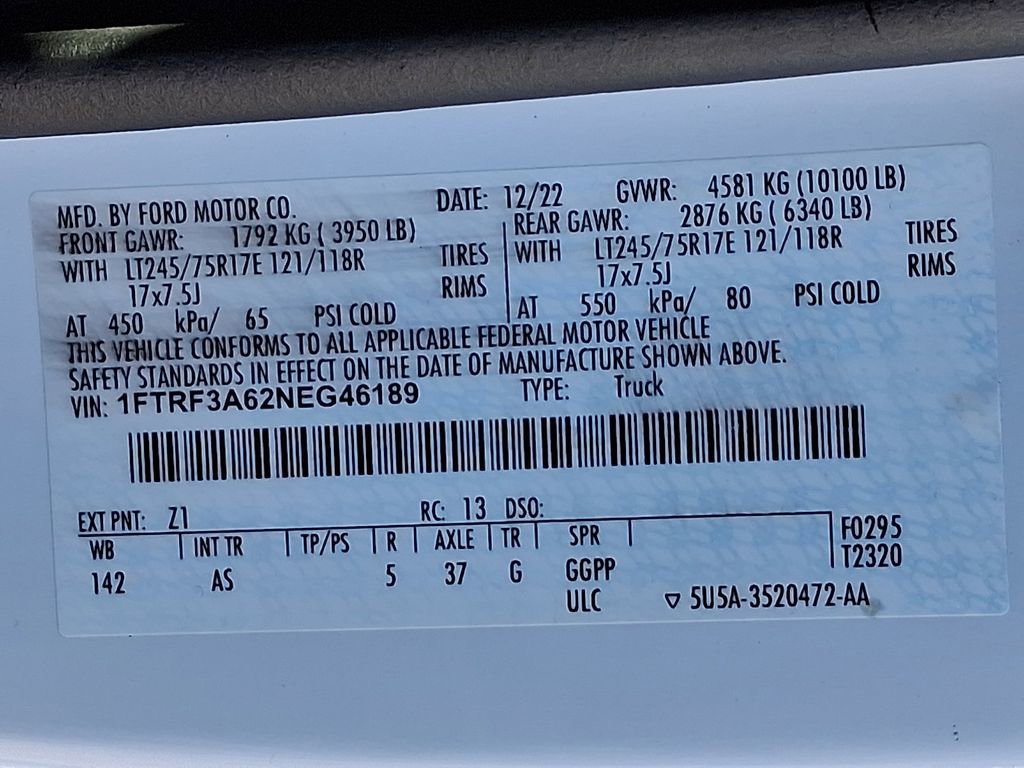 MFD. BY FORD MOTOR CO. DATE: 12/22 GVWR: 4581 KG (10100 LB)
FRONT GAWR: 1792 KG ( 3950 LB) REAR GAWR: 2876 KG ( 6340 LB)
WITH LT245/75R17E 121/118R TIRES WITH LT245/75R17E 121/118R TIRES
17x7.5J RIMS 17x7.5J RIMS
AT 450 kPa/ 65 PSI COLD AT 550 kPa/ 80 PSI COLD
THIS VEHICLE CONFORMS TO ALL APPLICABLE FEDERAL MOTOR VEHICLE
SAFETY STANDARDS IN EFFECT ON THE DATE OF MANUFACTURE SHOWN ABOVE.
VIN: 1FTRF3A62NEG46189 TYPE: Truck
EXT PNT: Z1 RC: 13 DSO:
WB INT TR TP/PS R AXLE TR SPR F0295
142 AS 5 37 G GGPP T2320
ULC 5U5A-3520472-AA